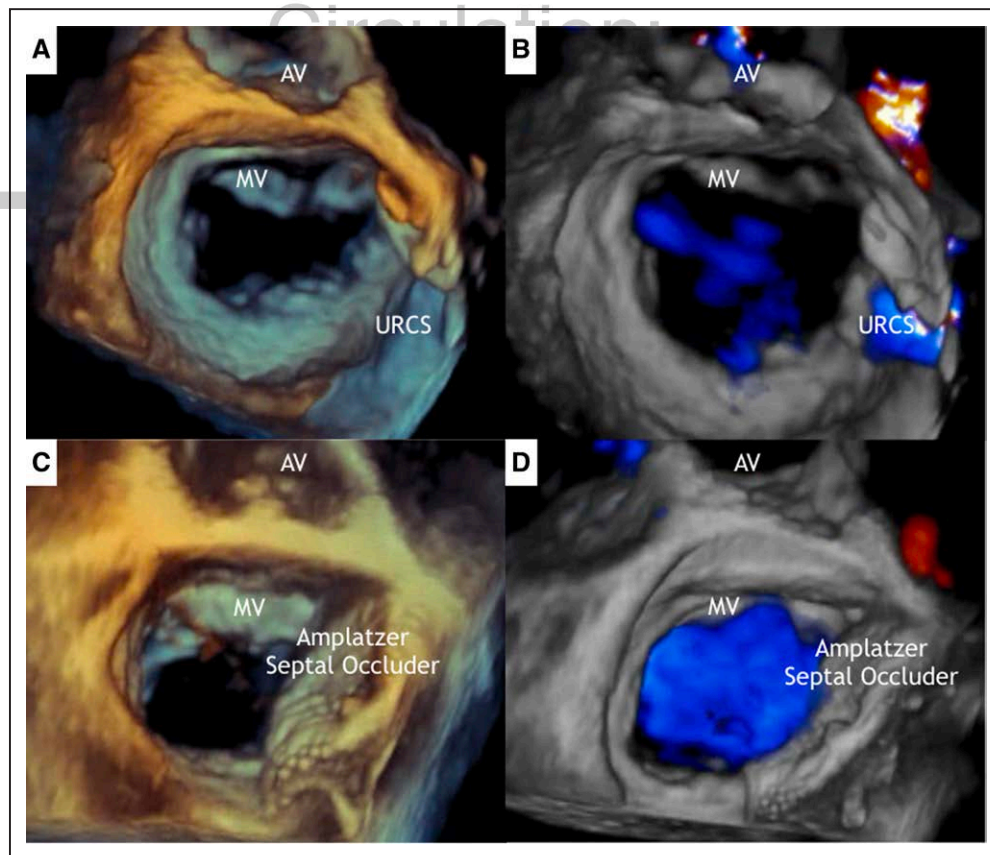 Circulation:
A
AV
MV
URCS
B
AV
MV
URCS
C
AV
MV
Amplatzer
Septal Occluder
D
AV
MV
Amplatzer
Septal Occluder